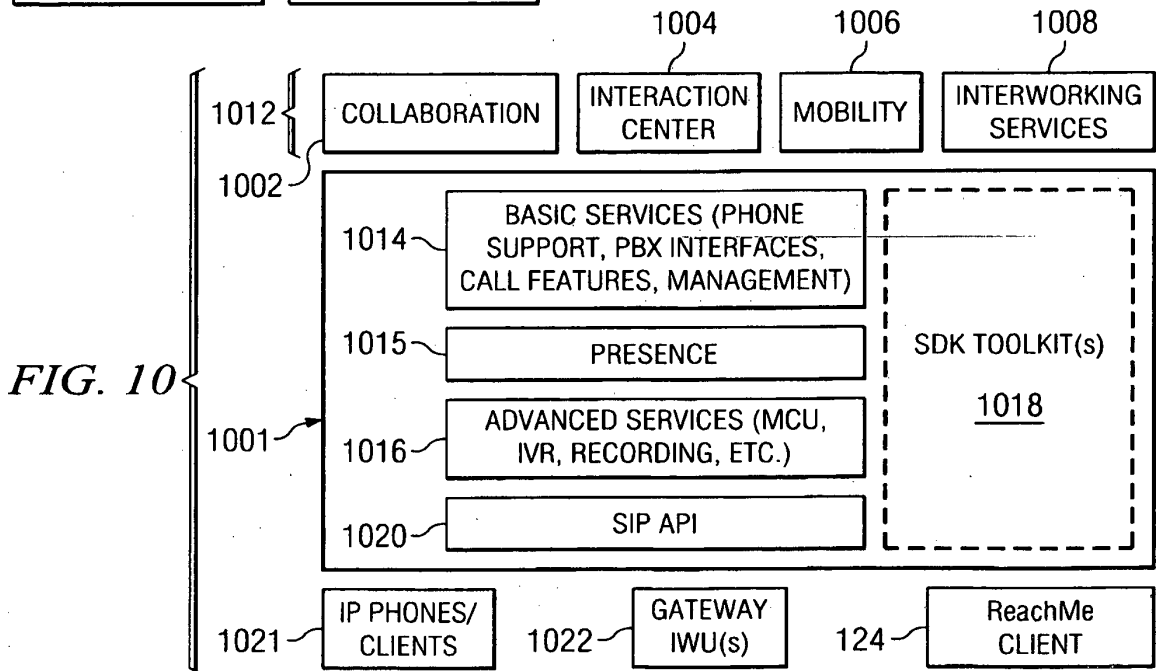 1004
1006
1008
1012
COLLABORATION
INTERACTION
CENTER
MOBILITY
INTERWORKING
SERVICES
1002
1014
BASIC SERVICES (PHONE
SUPPORT, PBX INTERFACES,
CALL FEATURES, MANAGEMENT)
1015
PRESENCE
SDK TOOLKIT(s)
1018
FIG. 10
1001
1016
ADVANCED SERVICES (MCU,
IVR, RECORDING, ETC.)
1020
SIP API
1021
IP PHONES/
CLIENTS
1022
GATEWAY
IWU(s)
124
ReachMe
CLIENT